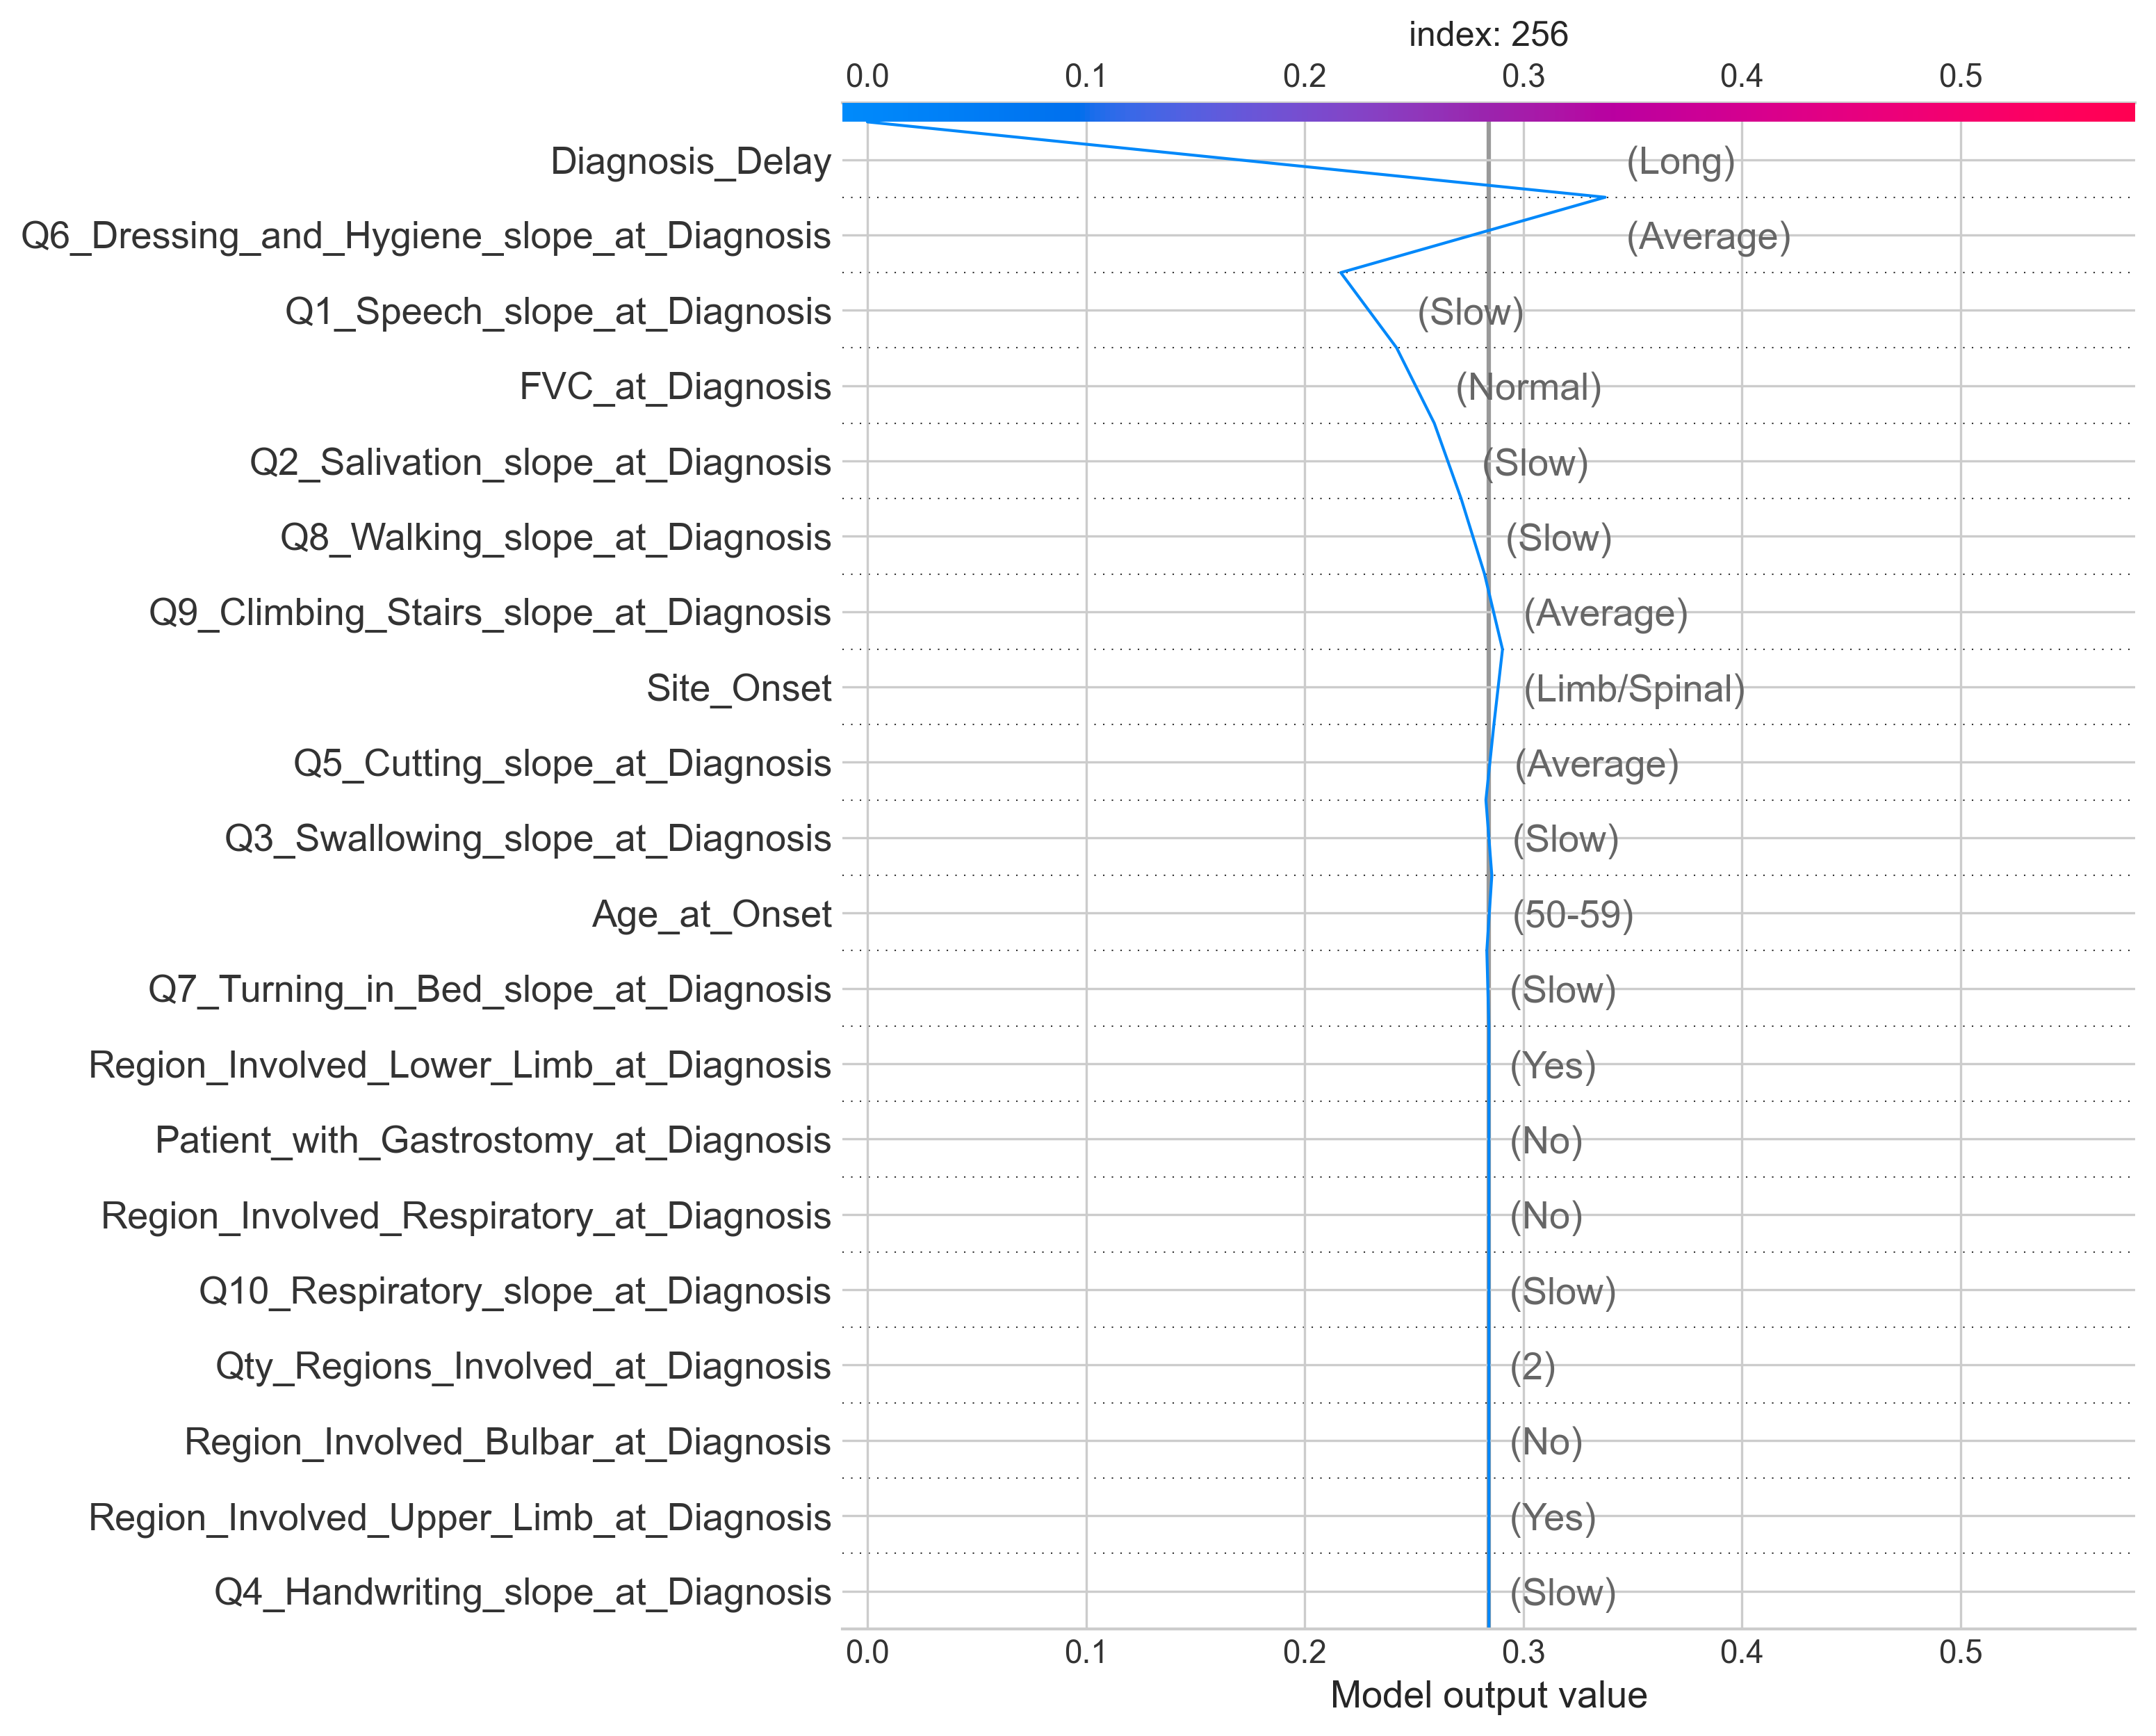 index: 256
0.0 0.1 0.2 0.3 0.4 0.5
Diagnosis_Delay (Long)
Q6_Dressing_and_Hygiene_slope_at_Diagnosis (Average)
Q1_Speech_slope_at_Diagnosis (Slow)
FVC_at_Diagnosis (Normal)
Q2_Salivation_slope_at_Diagnosis (Slow)
Q8_Walking_slope_at_Diagnosis (Slow)
Q9_Climbing_Stairs_slope_at_Diagnosis (Average)
Site_Onset (Limb/Spinal)
Q5_Cutting_slope_at_Diagnosis (Average)
Q3_Swallowing_slope_at_Diagnosis (Slow)
Age_at_Onset (50-59)
Q7_Turning_in_Bed_slope_at_Diagnosis (Slow)
Region_Involved_Lower_Limb_at_Diagnosis (Yes)
Patient_with_Gastrostomy_at_Diagnosis (No)
Region_Involved_Respiratory_at_Diagnosis (No)
Q10_Respiratory_slope_at_Diagnosis (Slow)
Qty_Regions_Involved_at_Diagnosis (2)
Region_Involved_Bulbar_at_Diagnosis (No)
Region_Involved_Upper_Limb_at_Diagnosis (Yes)
Q4_Handwriting_slope_at_Diagnosis (Slow)
0.0 0.1 0.2 0.3 0.4 0.5
Model output value